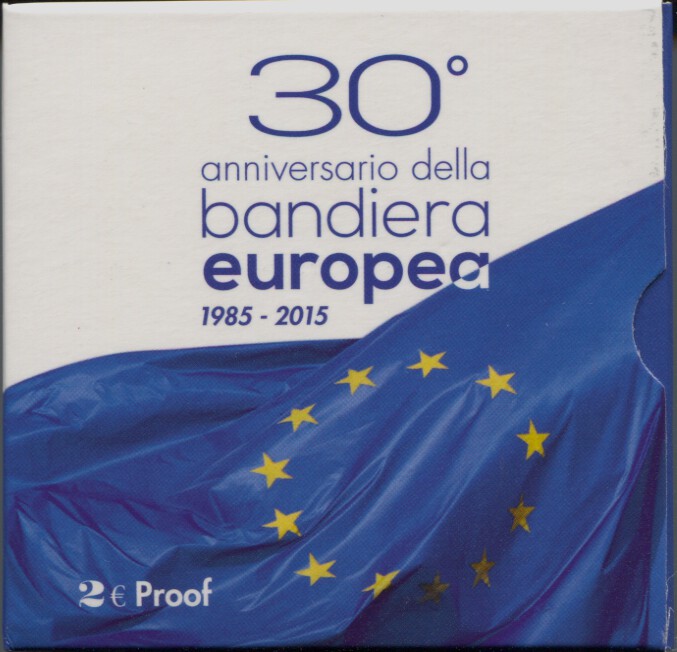 30°
anniversario della
bandiera
europea
1985 - 2015
2 € Proof